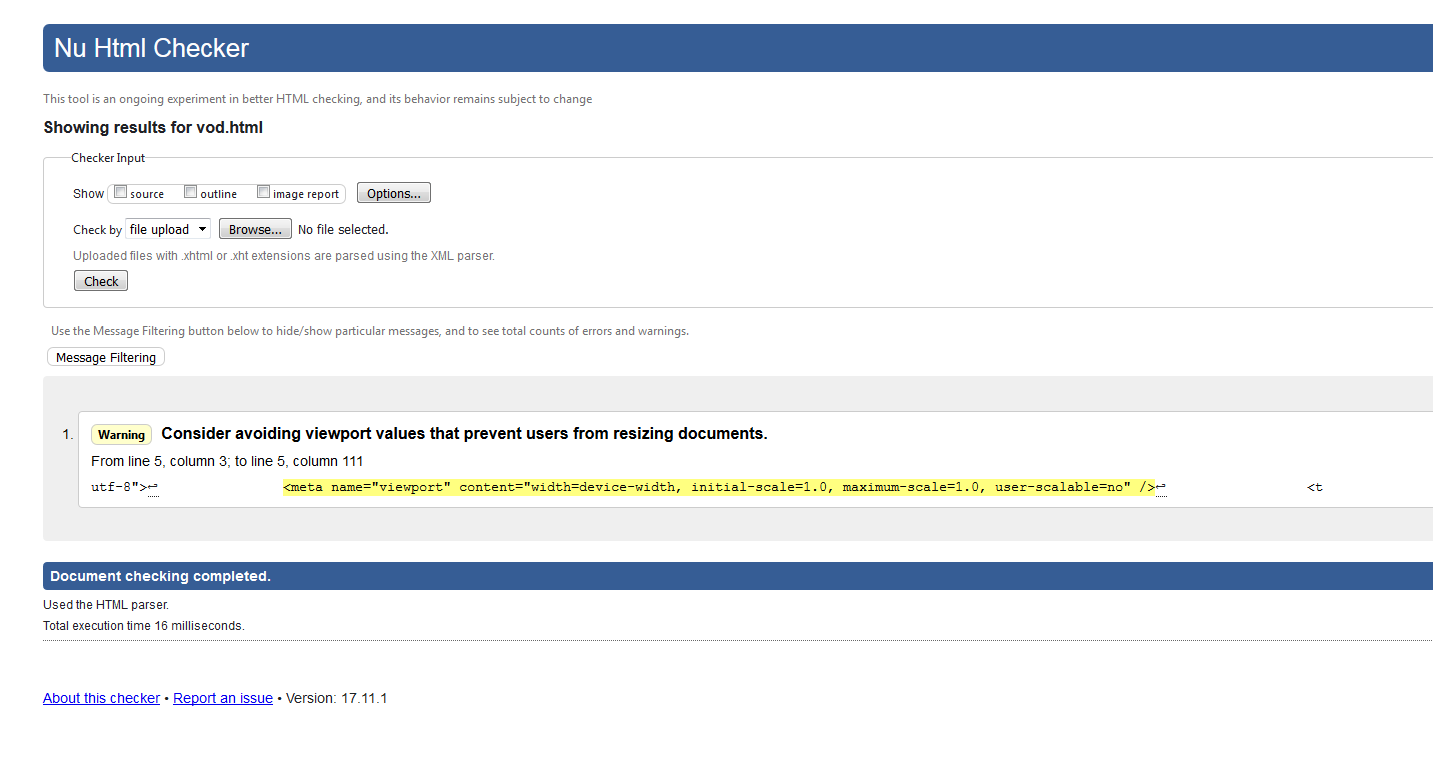 Nu Html Checker
This tool is an ongoing experiment in better HTML checking, and its behavior remains subject to change
Showing results for vod.html
Checker Input
Show source outline image report Options...
Check by file upload Browse... No file selected.
Uploaded files with .xhtml or .xht extensions are parsed using the XML parser.
Check
Use the Message Filtering button below to hide/show particular messages, and to see total counts of errors and warnings.
Message Filtering
1. Warning Consider avoiding viewport values that prevent users from resizing documents.
From line 5, column 3; to line 5, column 111
utf-8">↩ <meta name="viewport" content="width=device-width, initial-scale=1.0, maximum-scale=1.0, user-scalable=no" />↩ <t
Document checking completed.
Used the HTML parser.
Total execution time 16 milliseconds.
About this checker • Report an issue • Version: 17.11.1